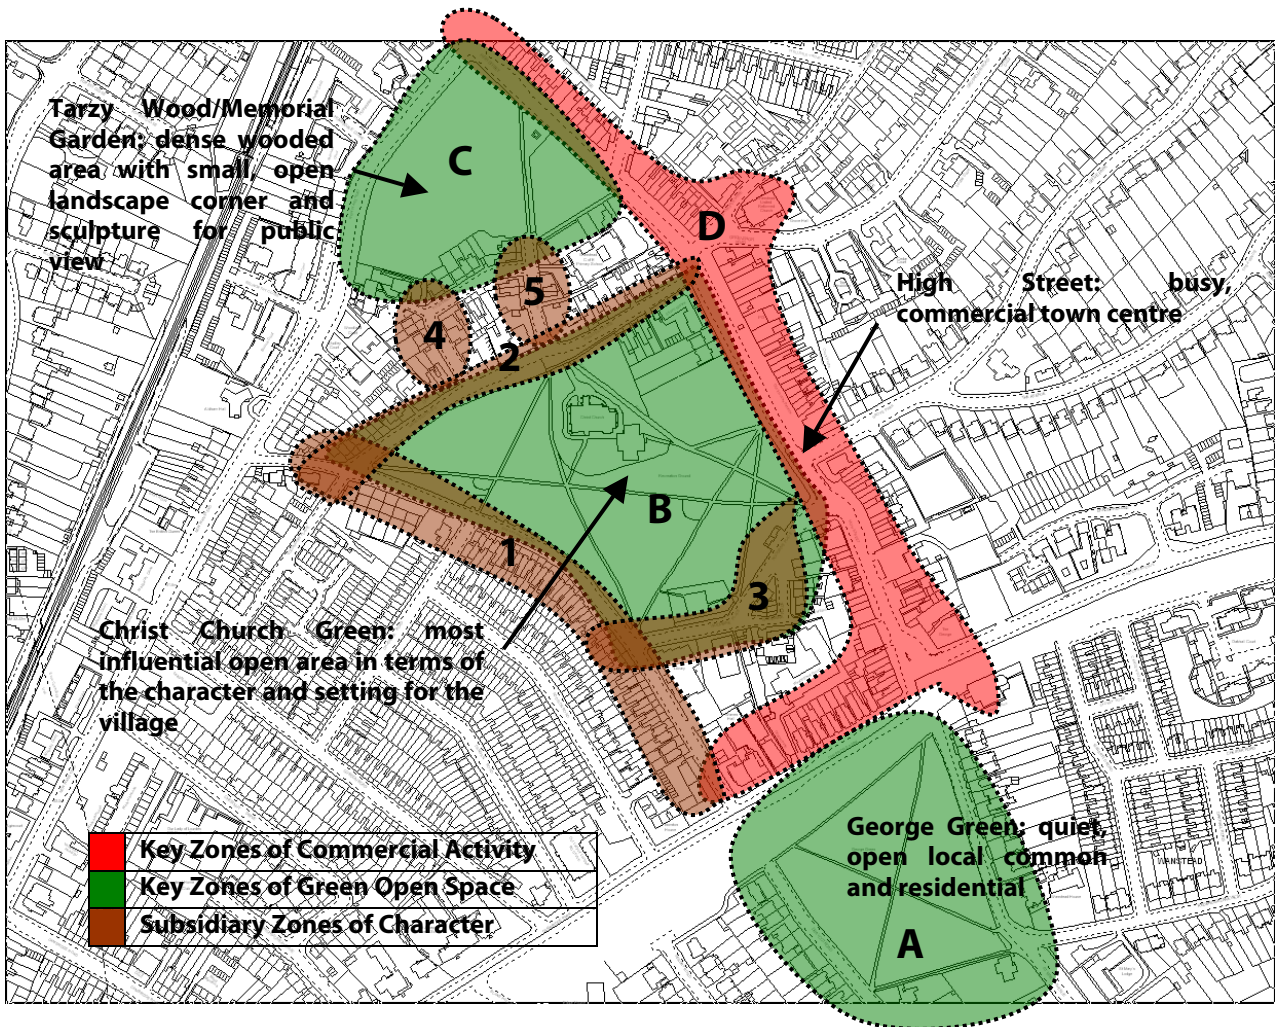 Tarzy Wood/Memorial
Garden: dense wooded
area with small, open
landscape corner and
sculpture for public
view
C
D
5
4
2
High Street: busy,
commercial town centre
B
1
3
Christ Church Green: most
influential open area in terms of
the character and setting for the
village
George Green: quiet,
open local common
and residential
WANSTEAD
A
Key Zones of Commercial Activity
Key Zones of Green Open Space
Subsidiary Zones of Character